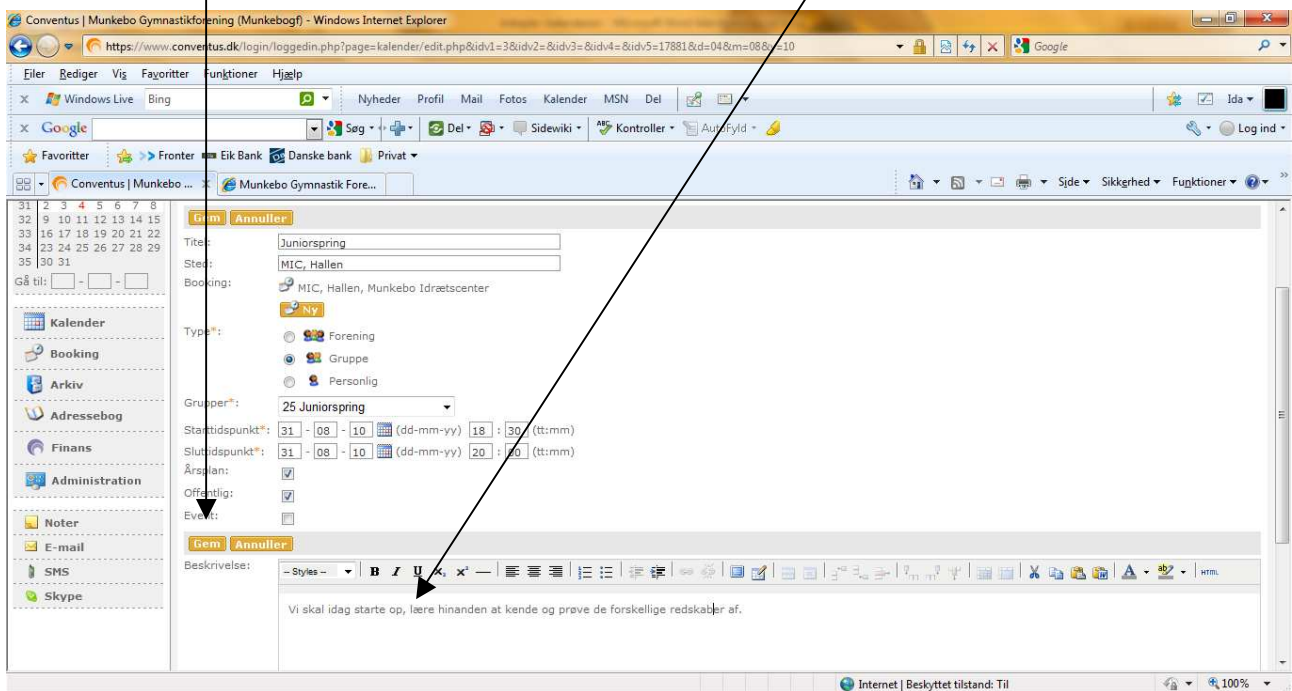 Conventus | Munkebo Gymnastikforening (Munkebogf) - Windows Internet Explorer
https://www.conventus.dk/login/loggedin.php?page=kalender/edit.php&idv1=3&idv2=&idv3=&idv4=&idv5=17881&d=04&m=08&y=10
Google
Filer Rediger Vis Favoritter Funktioner Hjælp
x Windows Live Bing Nyheder Profil Mail Fotos Kalender MSN Del Ida
x Google Søg Del Sidewiki Kontroller AutoFyld Log ind
Favoritter Fronter Eik Bank Danske bank Privat
Conventus | Munkebo ... x Munkebo Gymnastik Fore... Side Sikkerhed Funktioner
31 2 3 4 5 6 7 8
32 9 10 11 12 13 14 15
33 16 17 18 19 20 21 22
34 23 24 25 26 27 28 29
35 30 31
Gå til: - -
Kalender
Booking
Arkiv
Adressebog
Finans
Administration
Noter
E-mail
SMS
Skype
Gem Annuller
Titel: Juniorspring
Sted: MIC, Hallen
Booking: MIC, Hallen, Munkebo Idrætscenter
Ny
Type*: Forening
Gruppe
Personlig
Grupper*: 25 Juniorspring
Starttidspunkt*: 31 - 08 - 10 (dd-mm-yy) 18 : 30 (tt:mm)
Sluttidspunkt*: 31 - 08 - 10 (dd-mm-yy) 20 : 00 (tt:mm)
Årsplan:
Offentlig:
Event:
Gem Annuller
Beskrivelse: – Styles – B I U x, x² HTML
Vi skal idag starte op, lære hinanden at kende og prøve de forskellige redskaber af.
Internet | Beskyttet tilstand: Til 100%